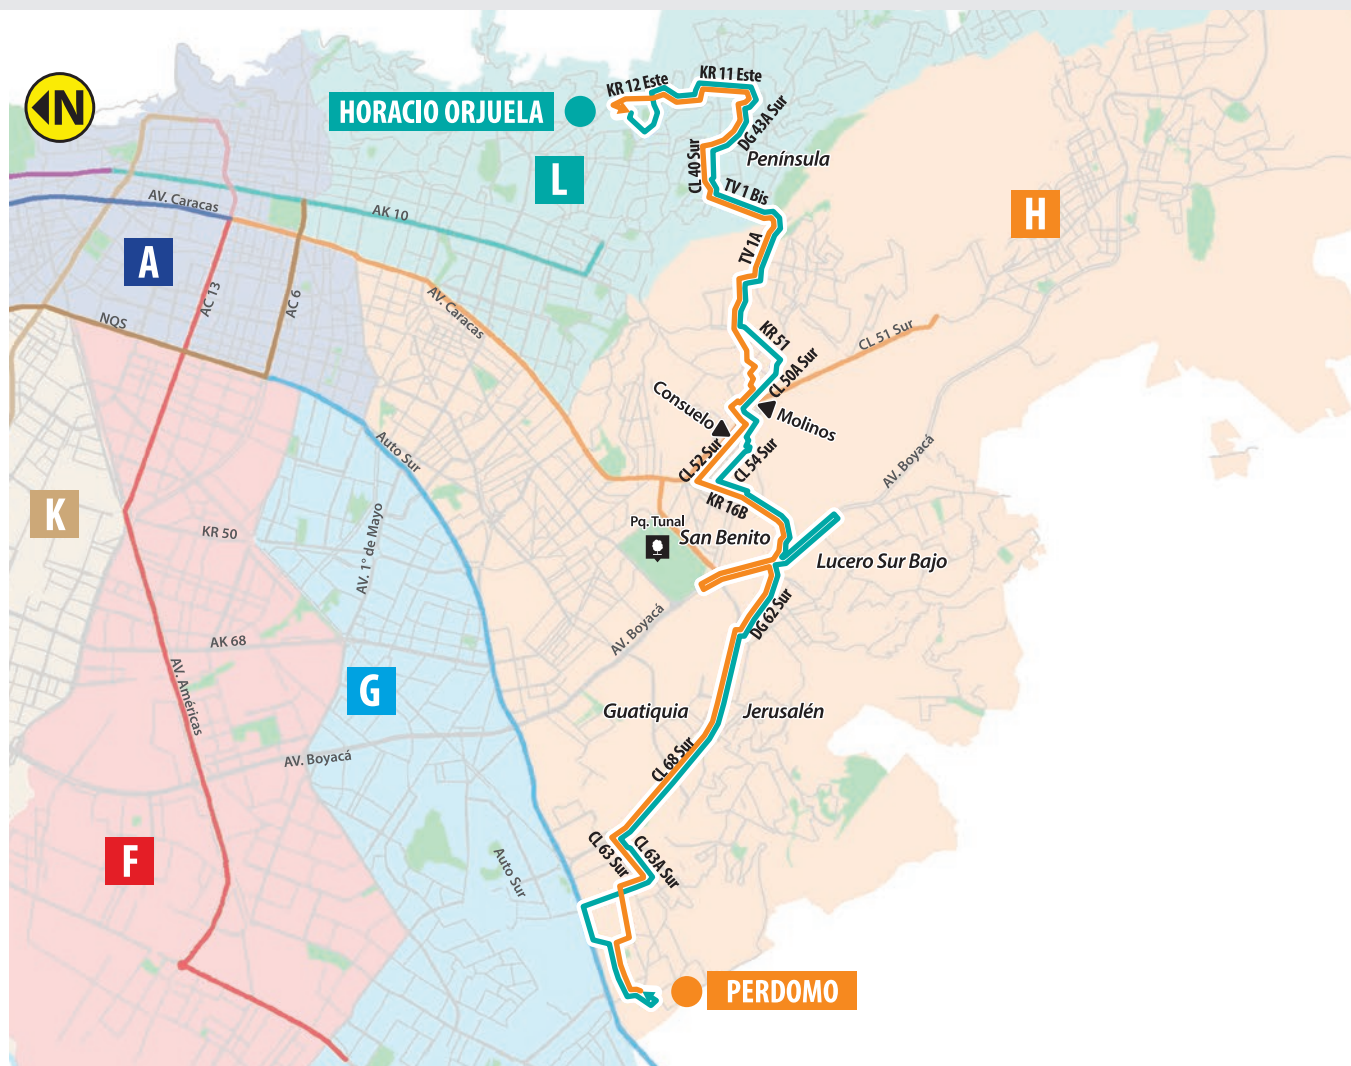 N
KR 12 Este
KR 11 Este
HORACIO ORJUELA
DG 43A Sur
CL 40 Sur
Península
L
TV 1 Bis
H
AV. Caracas
AK 10
A
TV 1A
AC 13
AC 6
AV. Caracas
NQS
KR 51
CL 51 Sur
CL 50A Sur
Consuelo
Molinos
Auto Sur
CL 52 Sur
CL 54 Sur
AV. Boyacá
K
KR 16B
KR 50
AV. 1° de Mayo
Pq. Tunal
San Benito
Lucero Sur Bajo
DG 62 Sur
AV. Boyacá
AK 68
AV. Américas
G
Guatiquia
Jerusalén
AV. Boyacá
CL 68 Sur
F
Auto Sur
CL 63 Sur
CL 63A Sur
PERDOMO